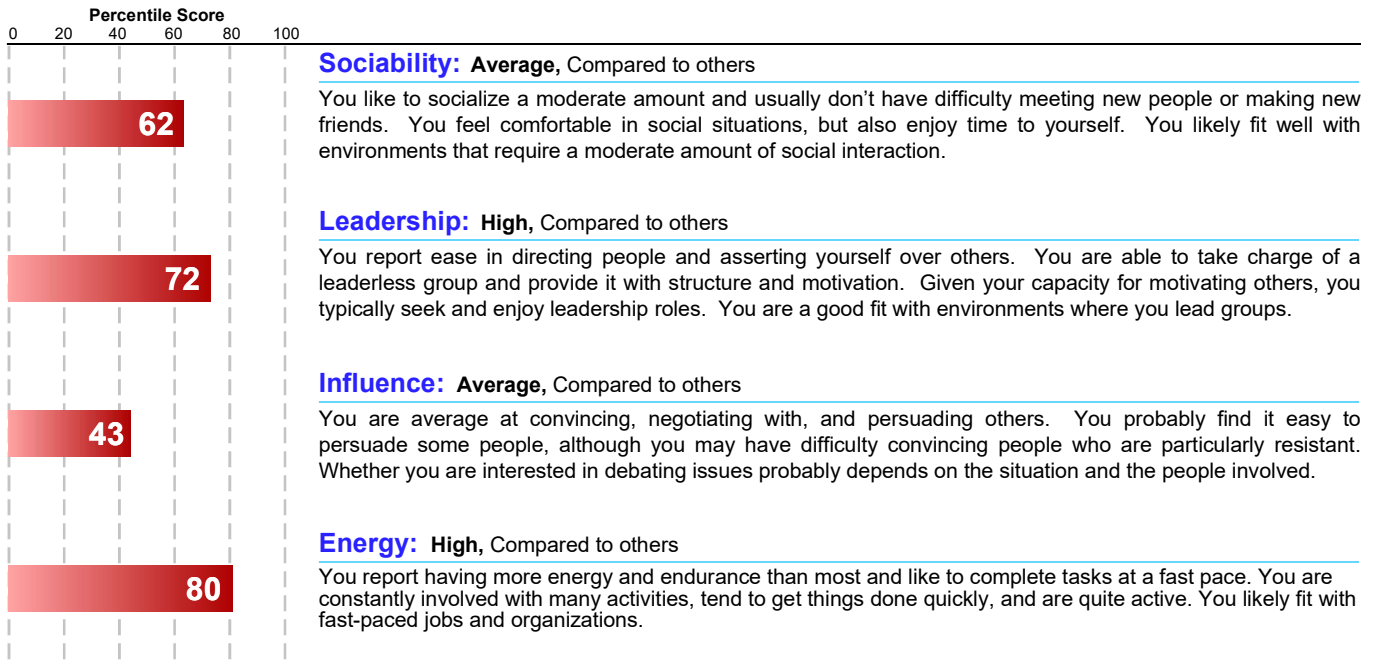 Percentile Score
0 20 40 60 80 100
Sociability: Average, Compared to others
You like to socialize a moderate amount and usually don’t have difficulty meeting new people or making new
friends. You feel comfortable in social situations, but also enjoy time to yourself. You likely fit well with
environments that require a moderate amount of social interaction.
62
Leadership: High, Compared to others
You report ease in directing people and asserting yourself over others. You are able to take charge of a
leaderless group and provide it with structure and motivation. Given your capacity for motivating others, you
typically seek and enjoy leadership roles. You are a good fit with environments where you lead groups.
72
Influence: Average, Compared to others
You are average at convincing, negotiating with, and persuading others. You probably find it easy to
persuade some people, although you may have difficulty convincing people who are particularly resistant.
Whether you are interested in debating issues probably depends on the situation and the people involved.
43
Energy: High, Compared to others
You report having more energy and endurance than most and like to complete tasks at a fast pace. You are
constantly involved with many activities, tend to get things done quickly, and are quite active. You likely fit with
fast-paced jobs and organizations.
80